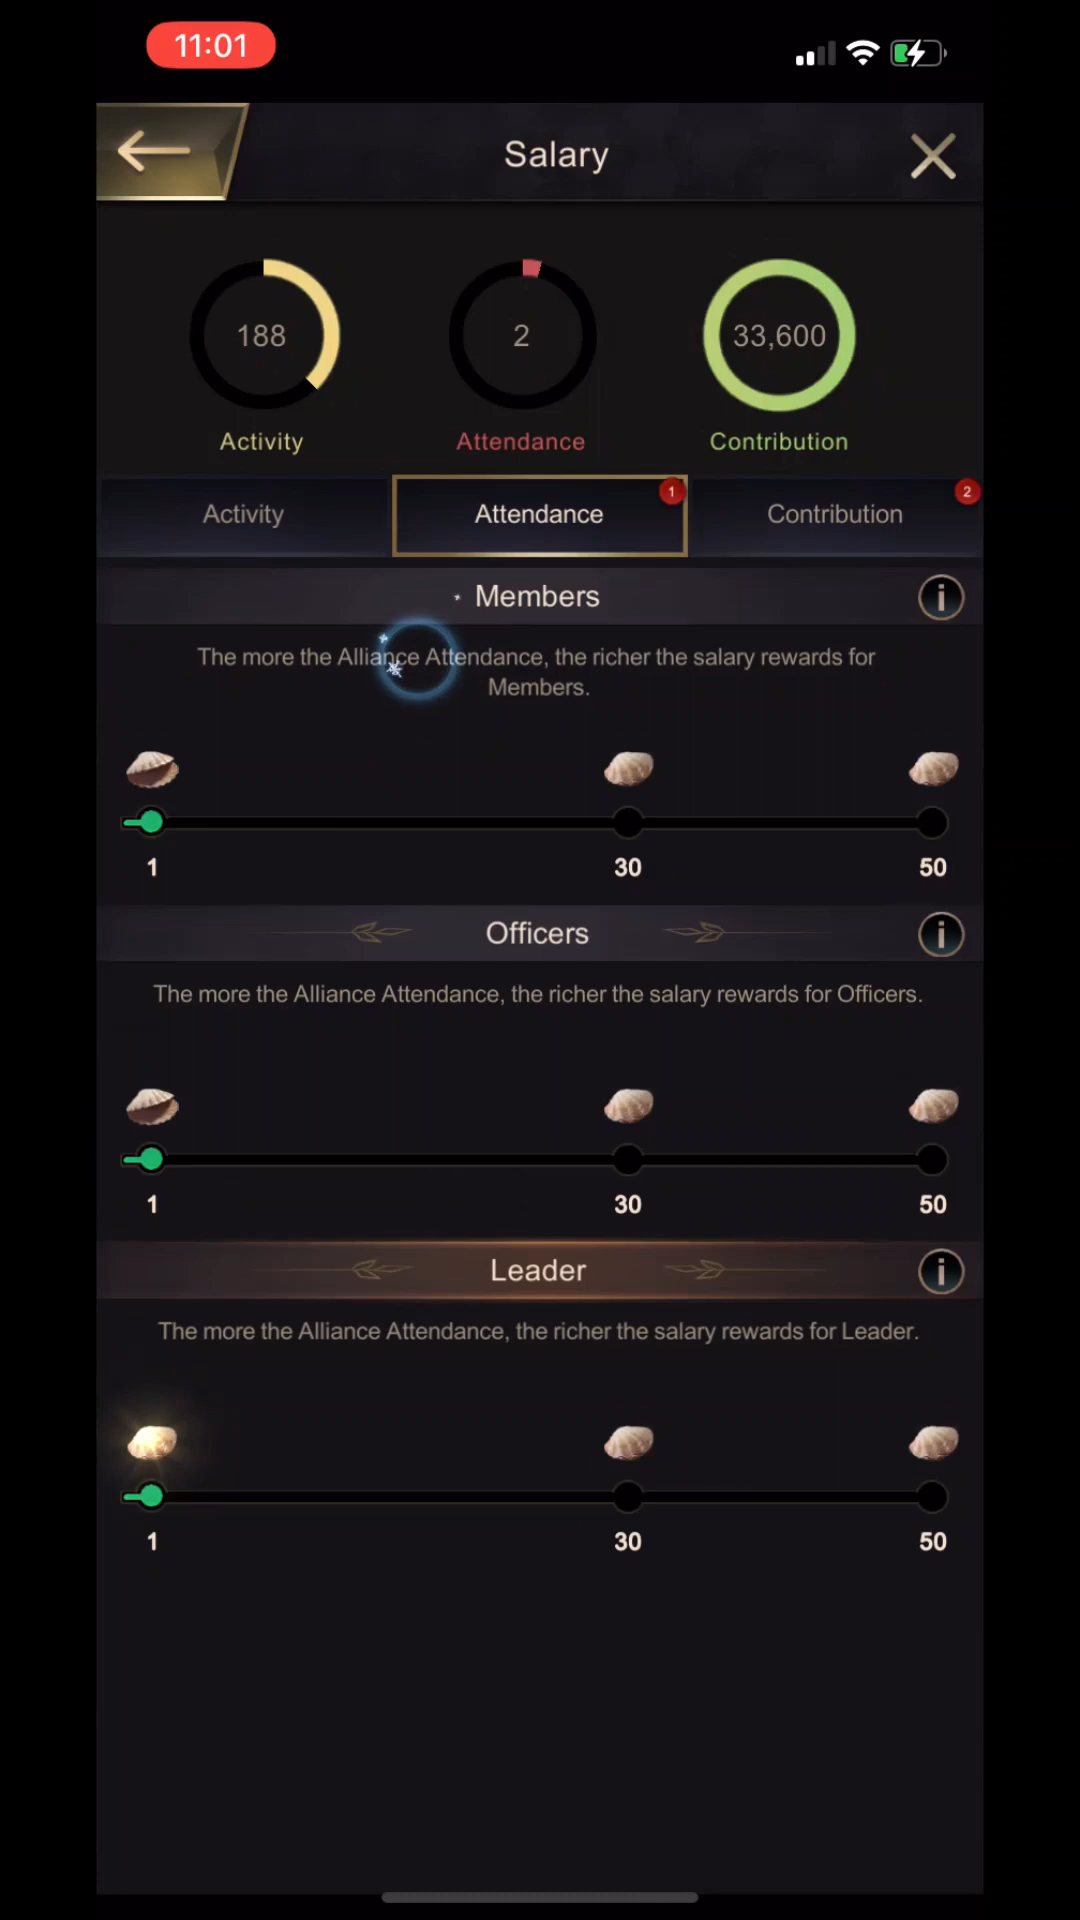 11:01
Salary
188
2
33,600
Activity
Attendance
Contribution
Activity
Attendance
1
Contribution
2
Members
i
The more the Alliance Attendance, the richer the salary rewards for
Members.
1
30
50
Officers
i
The more the Alliance Attendance, the richer the salary rewards for Officers.
1
30
50
Leader
i
The more the Alliance Attendance, the richer the salary rewards for Leader.
1
30
50